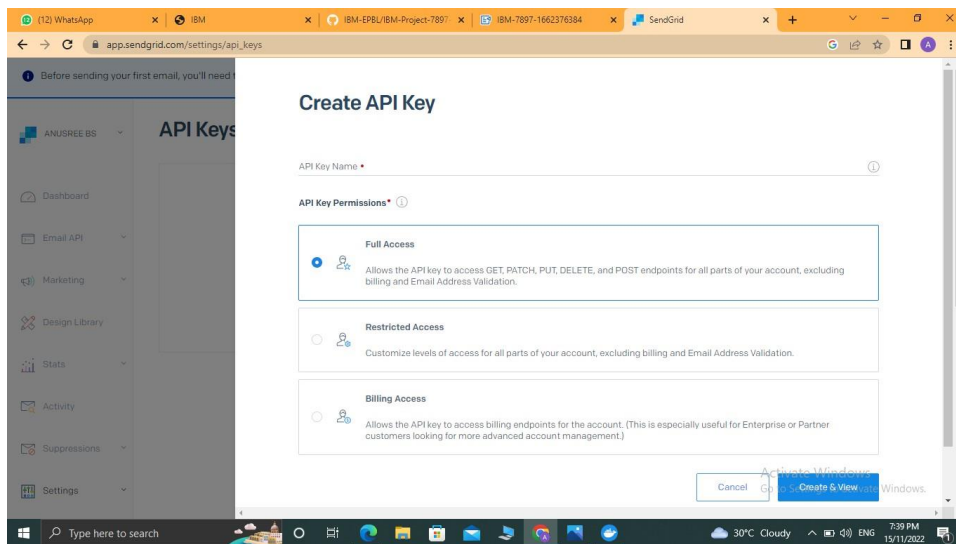 (12) WhatsApp
IBM
IBM-EPBL/IBM-Project-7897-
IBM-7897-1662376384
SendGrid
app.sendgrid.com/settings/api_keys
Before sending your first email, you'll need
ANUSREE BS
API Keys
Dashboard
Email API
Marketing
Design Library
Stats
Activity
Suppressions
Settings
Create API Key
API Key Name •
API Key Permissions*
Full Access
Allows the API key to access GET, PATCH, PUT, DELETE, and POST endpoints for all parts of your account, excluding
billing and Email Address Validation.
Restricted Access
Customize levels of access for all parts of your account, excluding billing and Email Address Validation.
Billing Access
Allows the API key to access billing endpoints for the account. (This is especially useful for Enterprise or Partner
customers looking for more advanced account management.)
Cancel
Create & View
Activate Windows
Go to Settings to activate Windows.
Type here to search
30°C Cloudy
ENG
7:39 PM
15/11/2022